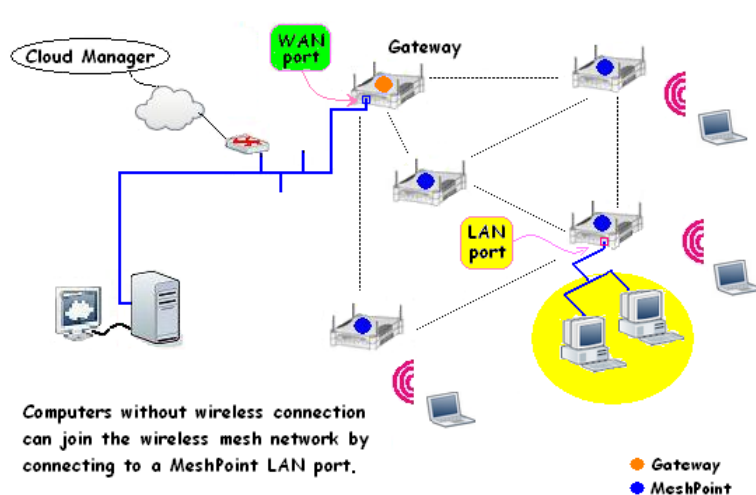 Cloud Manager
WAN
port
Gateway
LAN
port
Computers without wireless connection
can join the wireless mesh network by
connecting to a MeshPoint LAN port.
Gateway
MeshPoint